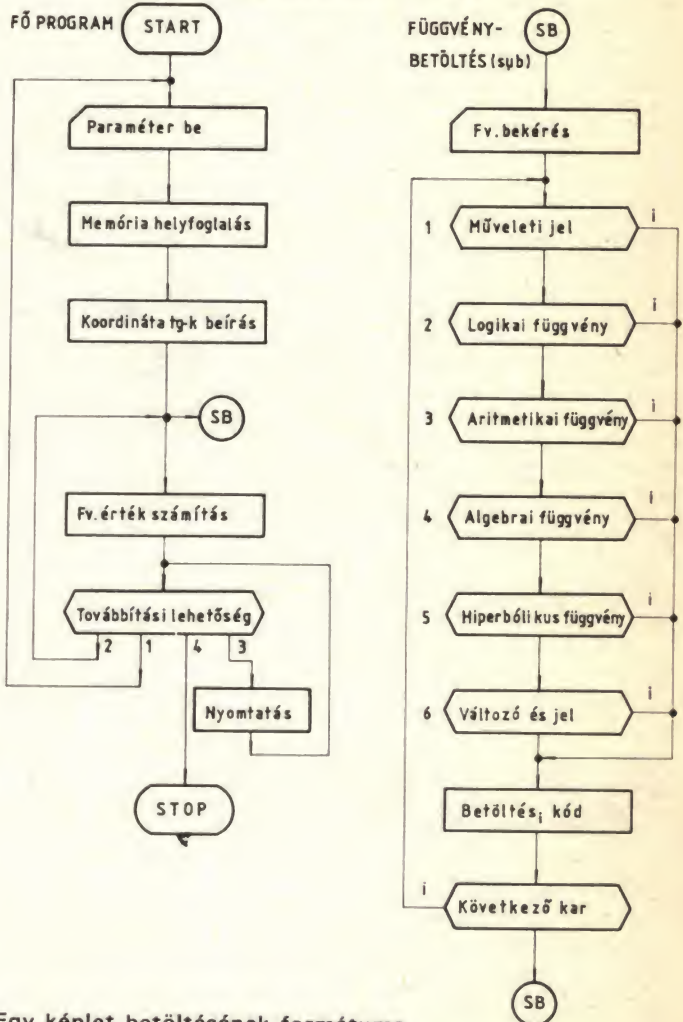 FŐ PROGRAM
START
Paraméter be
Memória helyfoglalás
Koordináta tg-k beírás
SB
Fv. érték számítás
Továbbítási lehetőség
2 1 4 3
Nyomtatás
STOP
FÜGGVÉNY-
BETÖLTÉS (sub)
SB
Fv. bekérés
1 Műveleti jel i
2 Logikai függvény i
3 Aritmetikai függvény i
4 Algebrai függvény i
5 Hiperbólikus függvény i
6 Változó és jel i
Betöltés; kód
i Következő kar
SB
Egy képlet betöltésének formátuma